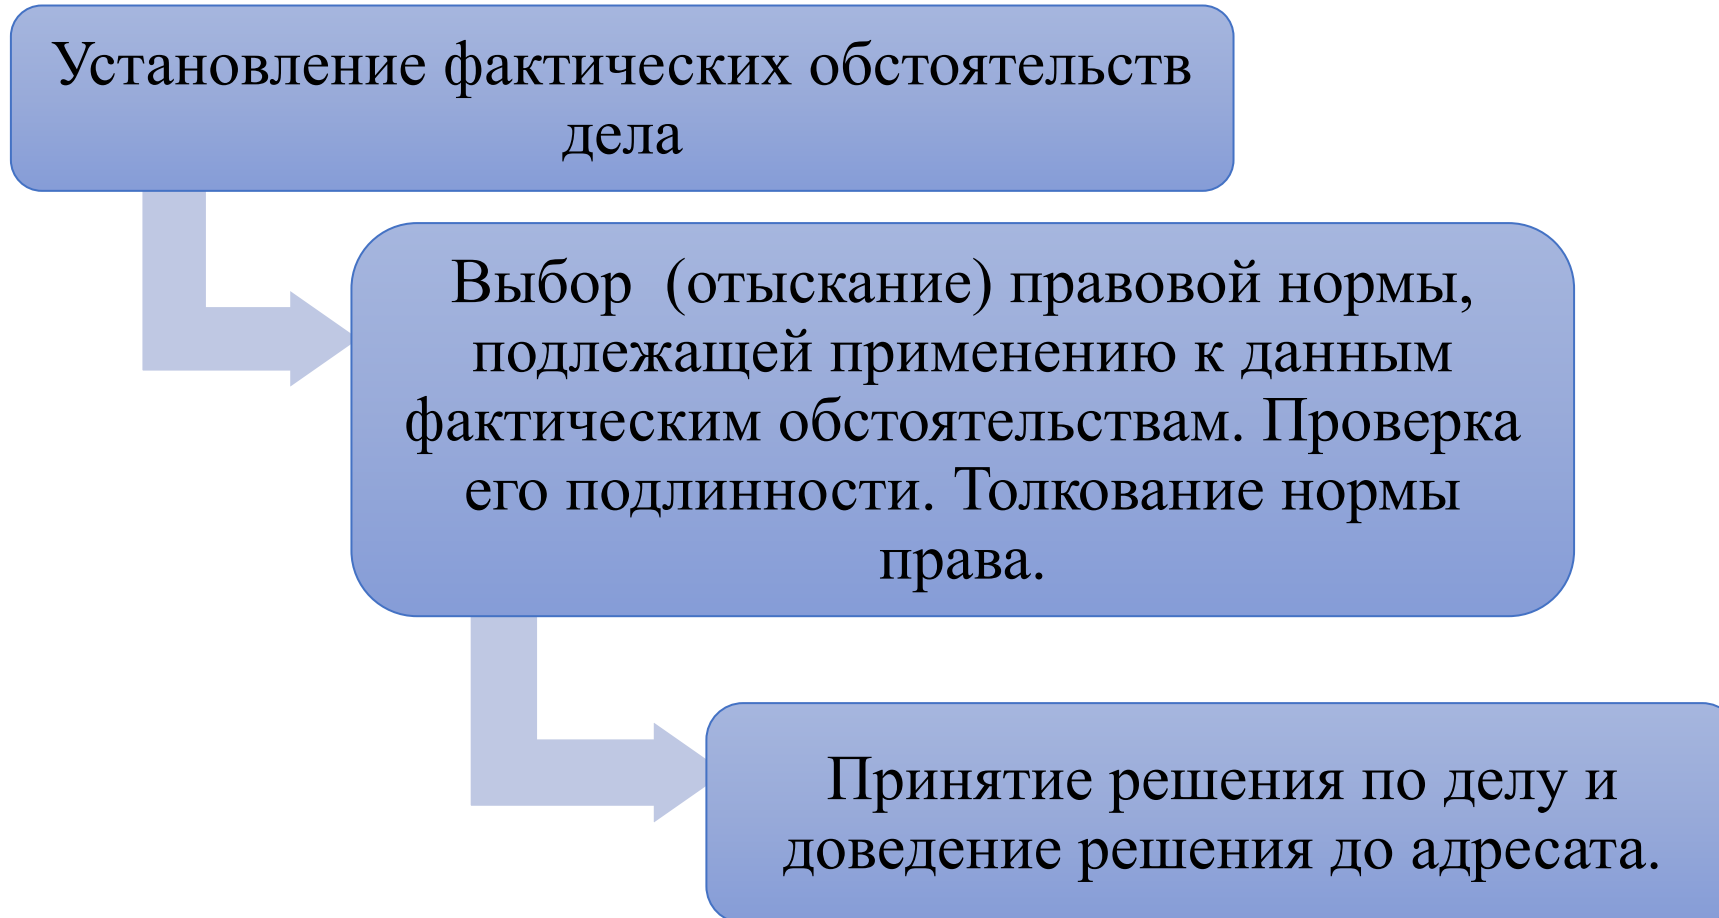 Установление фактических обстоятельств
дела
Выбор  (отыскание) правовой нормы,
подлежащей применению к данным
фактическим обстоятельствам. Проверка
его подлинности. Толкование нормы
права.
Принятие решения по делу и
доведение решения до адресата.